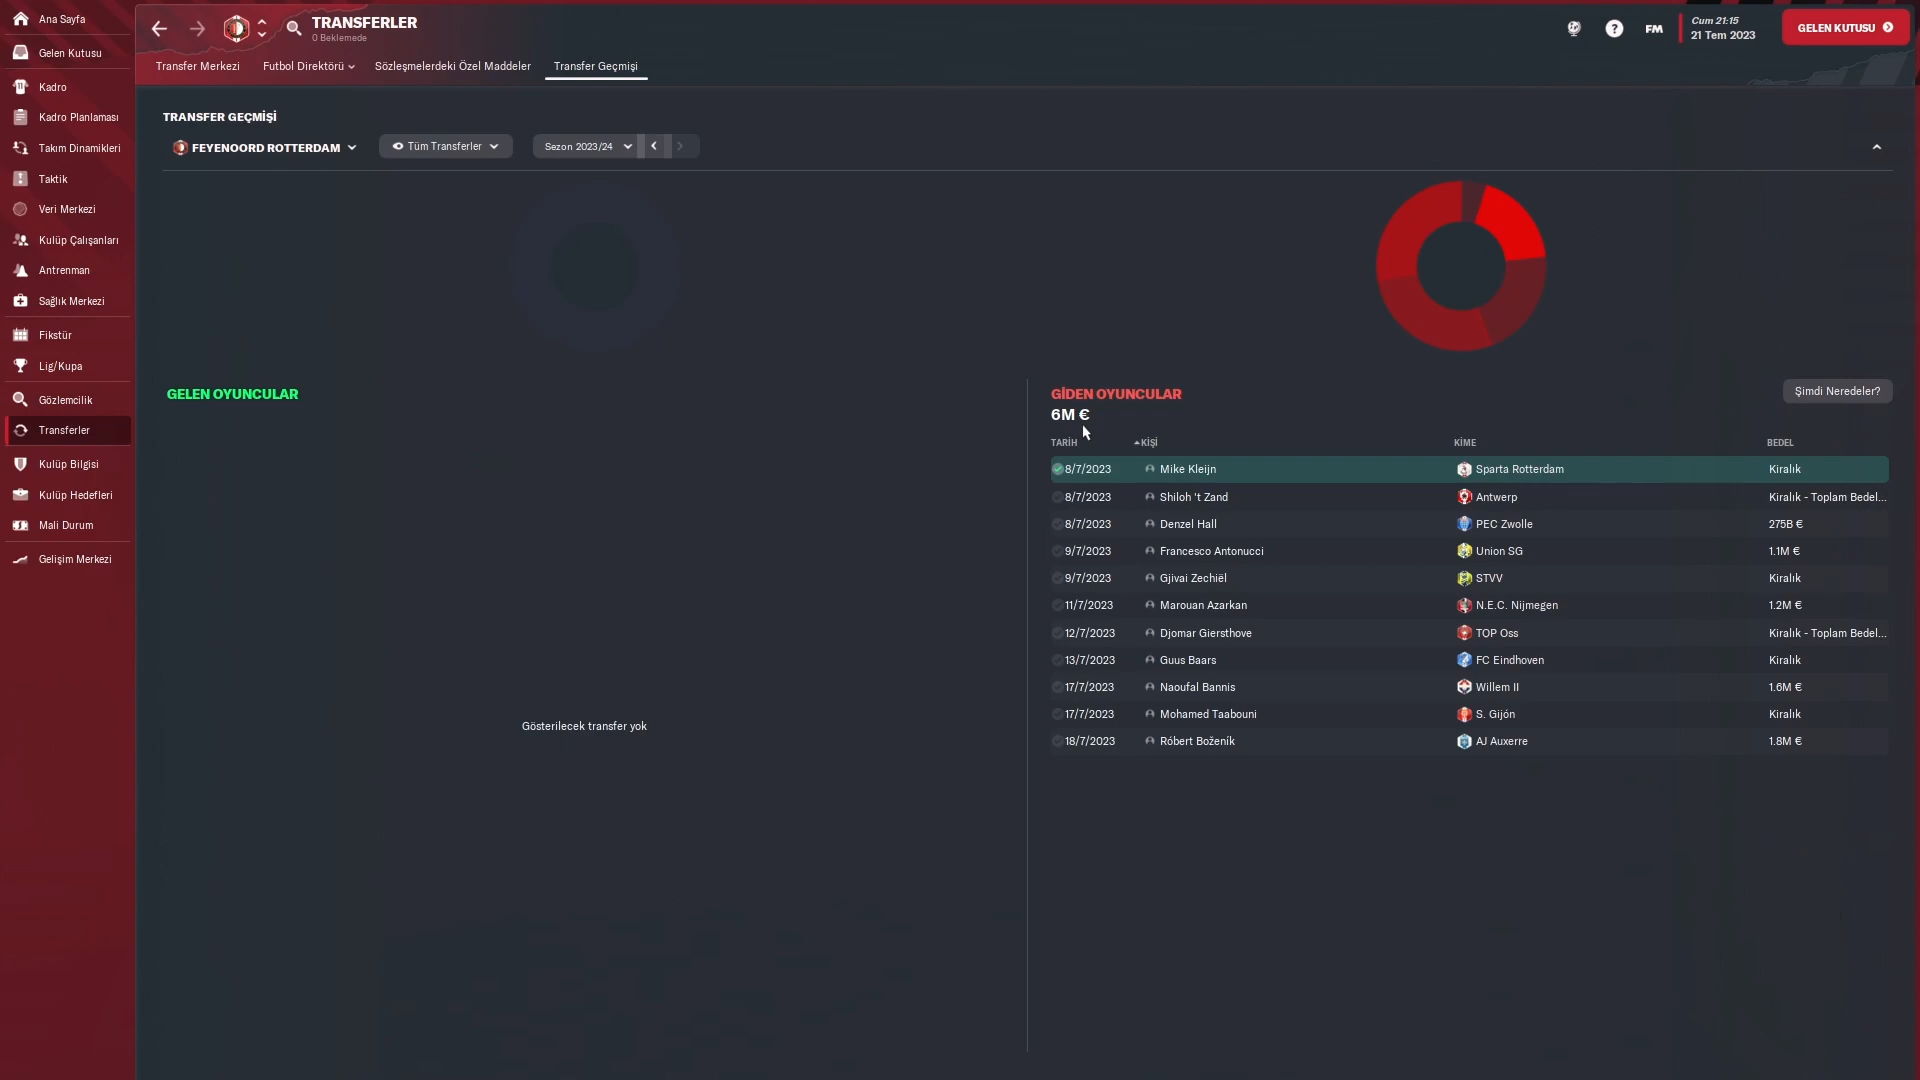 Ana Sayfa
Gelen Kutusu
Kadro
Kadro Planlaması
Takım Dinamikleri
Taktik
Veri Merkezi
Kulüp Çalışanları
Antrenman
Sağlık Merkezi
Fikstür
Lig/Kupa
Gözlemcilik
Transferler
Kulüp Bilgisi
Kulüp Hedefleri
Mali Durum
Gelişim Merkezi
TRANSFERLER
0 Beklemede
FM
Cum 21:15
21 Tem 2023
GELEN KUTUSU
Transfer Merkezi Futbol Direktörü Sözleşmelerdeki Özel Maddeler Transfer Geçmişi
TRANSFER GEÇMİŞİ
FEYENOORD ROTTERDAM Tüm Transferler Sezon 2023/24
GELEN OYUNCULAR
Gösterilecek transfer yok
GİDEN OYUNCULAR
Şimdi Neredeler?
6M €
TARİH KİŞİ KİME BEDEL
8/7/2023 Mike Kleijn Sparta Rotterdam Kiralık
8/7/2023 Shiloh 't Zand Antwerp Kiralık - Toplam Bedel...
8/7/2023 Denzel Hall PEC Zwolle 275B €
9/7/2023 Francesco Antonucci Union SG 1.1M €
9/7/2023 Gjivai Zechiël STVV Kiralık
11/7/2023 Marouan Azarkan N.E.C. Nijmegen 1.2M €
12/7/2023 Djomar Giersthove TOP Oss Kiralık - Toplam Bedel...
13/7/2023 Guus Baars FC Eindhoven Kiralık
17/7/2023 Naoufal Bannis Willem II 1.6M €
17/7/2023 Mohamed Taabouni S. Gijón Kiralık
18/7/2023 Róbert Boženík AJ Auxerre 1.8M €